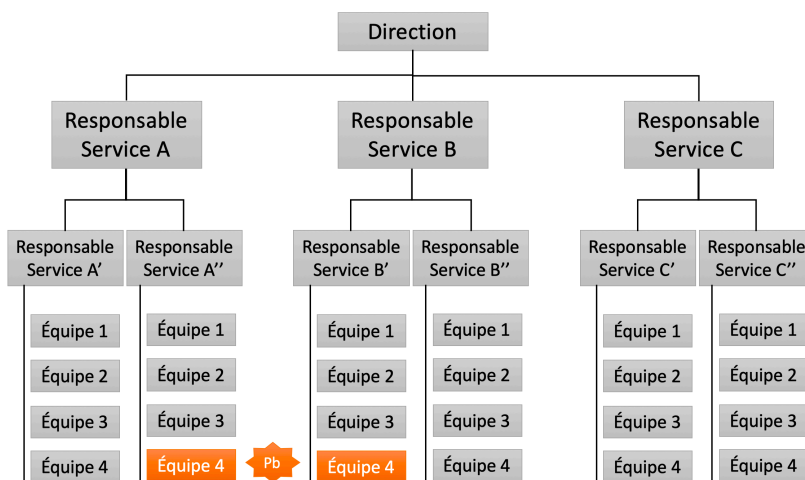 Direction
Responsable
Service A
Responsable
Service B
Responsable
Service C
Responsable
Service A'
Responsable
Service A''
Responsable
Service B'
Responsable
Service B''
Responsable
Service C'
Responsable
Service C''
Équipe 1
Équipe 2
Équipe 3
Équipe 4
Équipe 1
Équipe 2
Équipe 3
Équipe 4
Pb
Équipe 1
Équipe 2
Équipe 3
Équipe 4
Équipe 1
Équipe 2
Équipe 3
Équipe 4
Équipe 1
Équipe 2
Équipe 3
Équipe 4
Équipe 1
Équipe 2
Équipe 3
Équipe 4